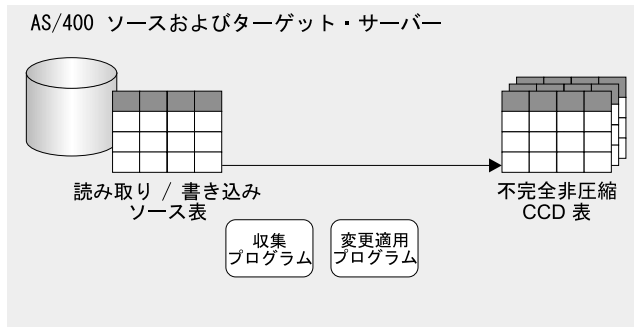 AS/400 ソースおよびターゲット・サーバー
読み取り / 書き込み
ソース表
不完全非圧縮
CCD 表
収集
プログラム
変更適用
プログラム